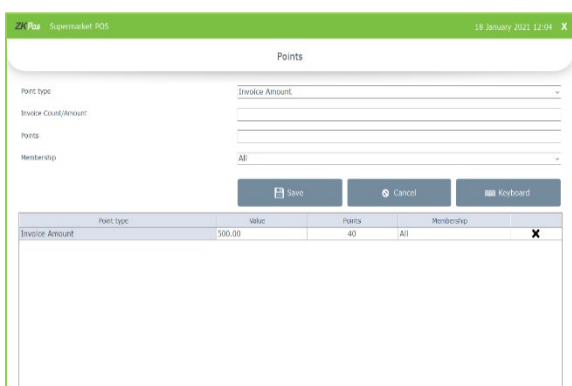 ZKPos Supermarket POS 18 January 2021 12:04 X
Points
Point type Invoice Amount
Invoice Count/Amount
Points
Membership All
Save Cancel Keyboard
Point type Value Points Membership
Invoice Amount 500.00 40 All X